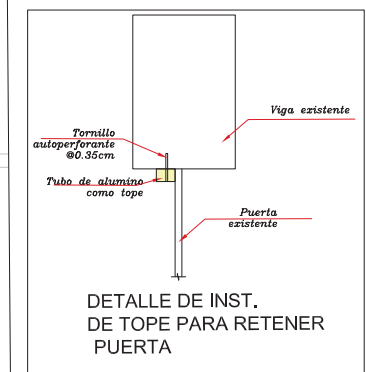 Viga existente
Tornillo
autoperforante
@0.35cm
Tubo de alumino
como tope
Puerta
existente
DETALLE DE INST.
DE TOPE PARA RETENER
PUERTA